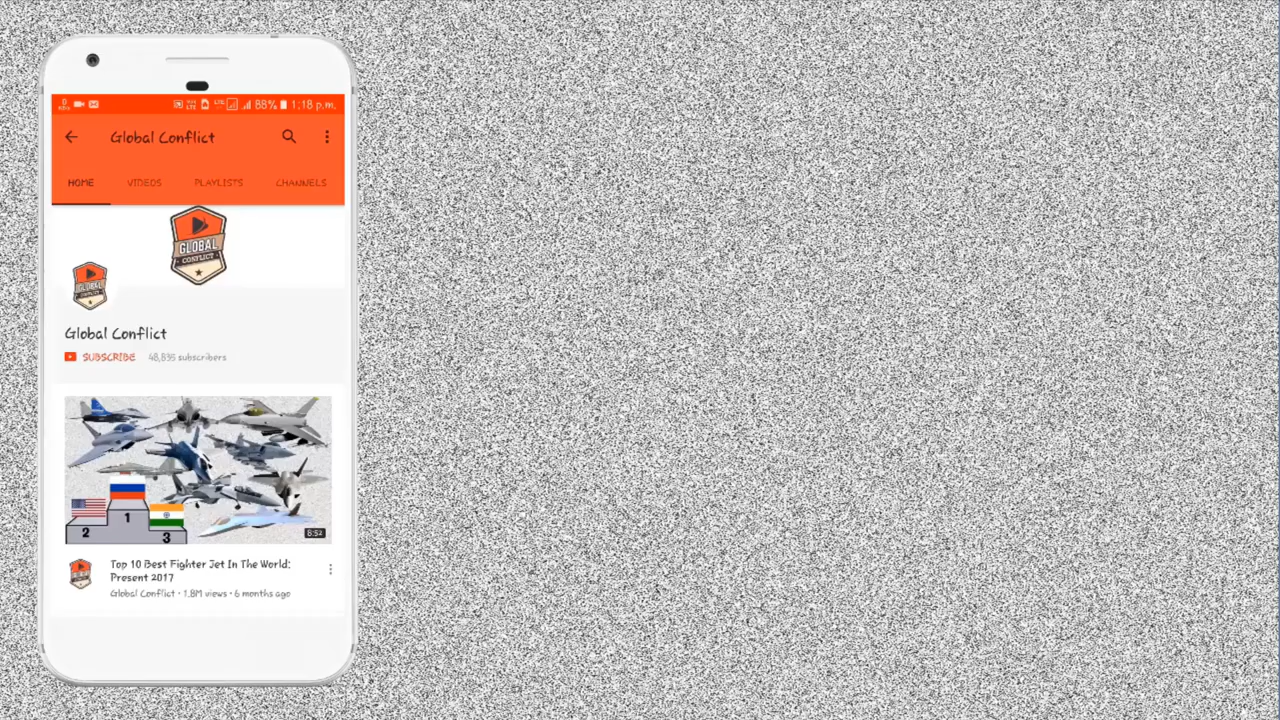 88% 1:18 p.m.
Global Conflict
HOME VIDEOS PLAYLISTS CHANNELS
GLOBAL
CONFLICT
GLOBAL
CONFLICT
Global Conflict
SUBSCRIBE 48,835 subscribers
1
2
3
8:52
Top 10 Best Fighter Jet In The World:
Present 2017
Global Conflict • 1.8M views • 6 months ago